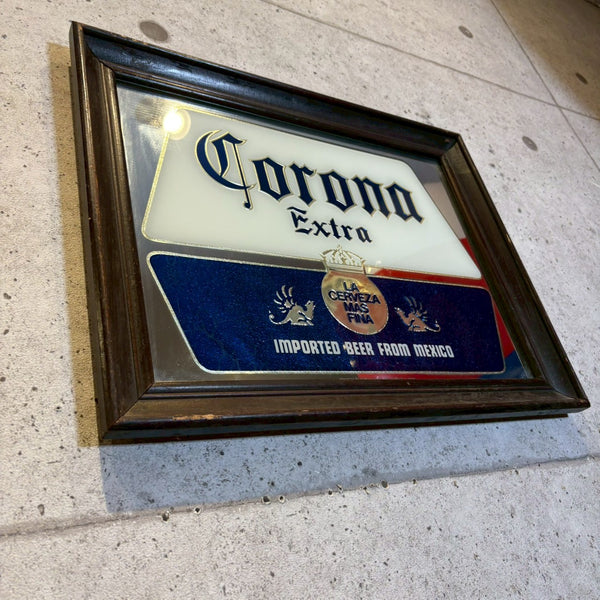 Corona
Extra
LA
CERVEZA
MAS
FINA
IMPORTED BEER FROM MEXICO